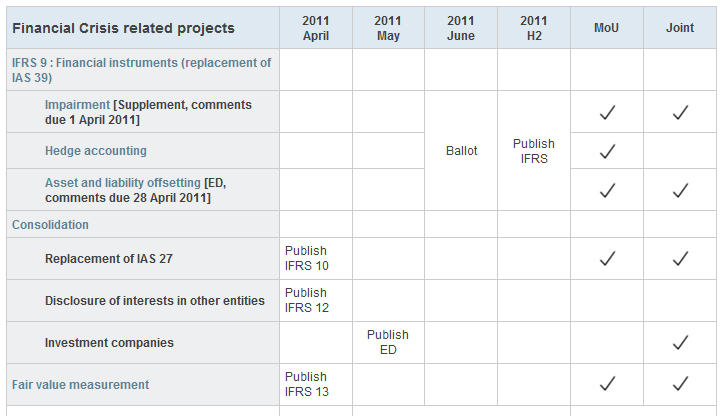 Financial Crisis related projects
2011 April
2011 May
2011 June
2011 H2
MoU
Joint
IFRS 9 : Financial instruments (replacement of
IAS 39)
Impairment [Supplement, comments
due 1 April 2011]
Hedge accounting
Ballot
Publish
IFRS
Asset and liability offsetting [ED,
comments due 28 April 2011]
Consolidation
Replacement of IAS 27
Publish
IFRS 10
Disclosure of interests in other entities
Publish
IFRS 12
Investment companies
Publish
ED
Fair value measurement
Publish
IFRS 13